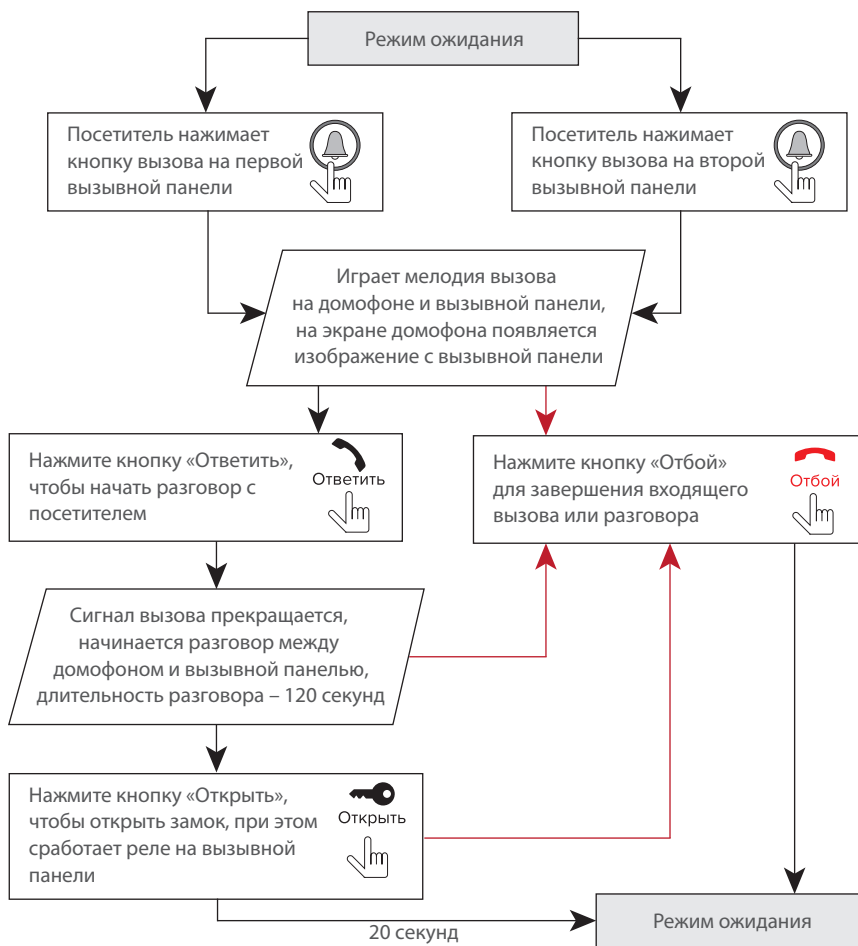 Режим ожидания
Посетитель нажимает
кнопку вызова на первой
вызывной панели
Посетитель нажимает
кнопку вызова на второй
вызывной панели
Играет мелодия вызова
на домофоне и вызывной панели,
на экране домофона появляется
изображение с вызывной панели
Нажмите кнопку «Ответить»,
чтобы начать разговор с
посетителем
Ответить
Нажмите кнопку «Отбой»
для завершения входящего
вызова или разговора
Отбой
Сигнал вызова прекращается,
начинается разговор между
домофоном и вызывной панелью,
длительность разговора – 120 секунд
Нажмите кнопку «Открыть»,
чтобы открыть замок, при этом
сработает реле на вызывной
панели
Открыть
20 секунд
Режим ожидания